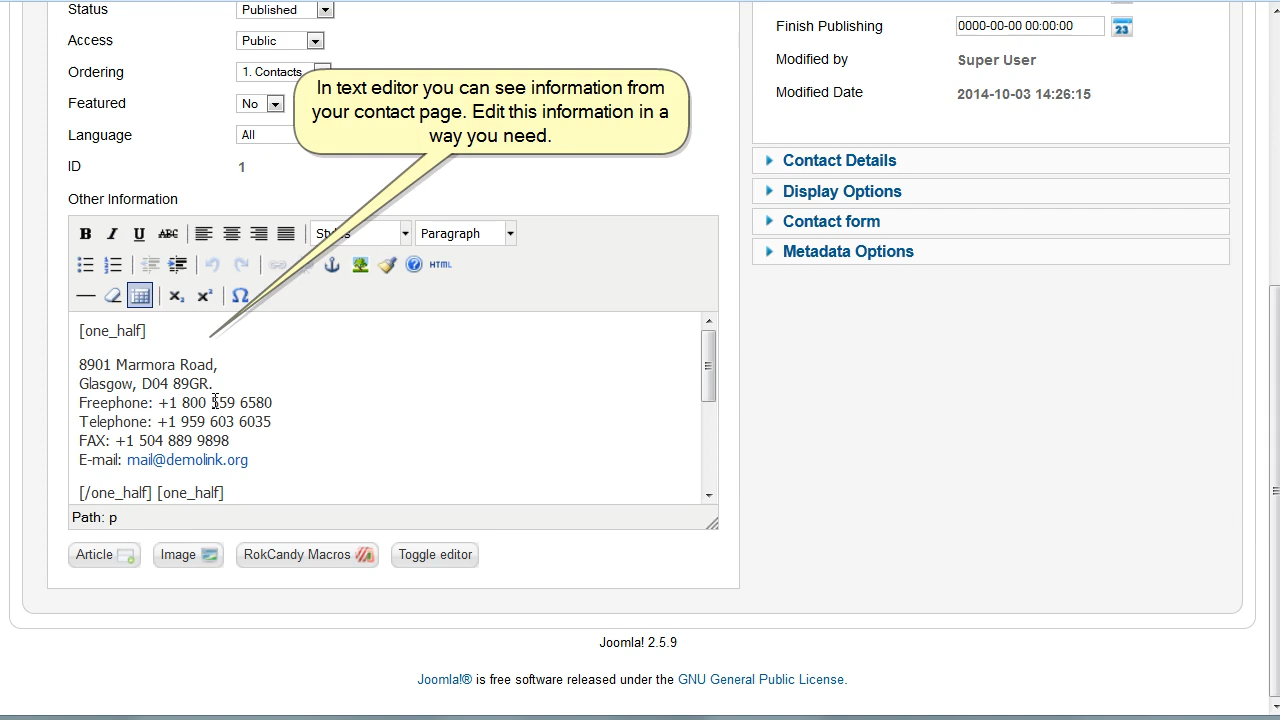 Status Published
Access Public
Ordering 1. Contacts
Featured No
Language All
ID 1
Other Information
In text editor you can see information from
your contact page. Edit this information in a
way you need.
B I U ABC Paragraph
HTML
[one_half]
8901 Marmora Road,
Glasgow, D04 89GR.
Freephone: +1 800 559 6580
Telephone: +1 959 603 6035
FAX: +1 504 889 9898
E-mail: mail@demolink.org
[/one_half] [one_half]
Path: p
Article Image RokCandy Macros Toggle editor
Finish Publishing 0000-00-00 00:00:00 23
Modified by Super User
Modified Date 2014-10-03 14:26:15
Contact Details
Display Options
Contact form
Metadata Options
Joomla! 2.5.9
Joomla!® is free software released under the GNU General Public License.